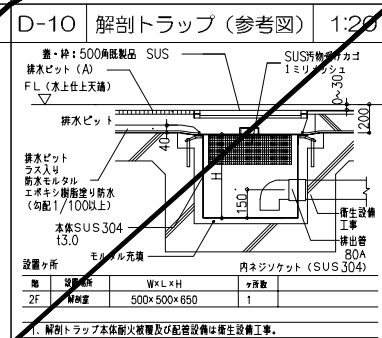 D-10 解剖トラップ（参考図） 1:20
蓋・枠：500角既製品 SUS
SUS汚物受けカゴ
1ミリメッシュ
排水ピット（A）
FL（水上仕上天端）
0~30
200
排水ピット
40
H
150
排水ピット
ラス入り
防水モルタル
エポキシ樹脂塗り防水
（勾配1/100以上）
本体SUS304
t3.0
モルタル充填
衛生設備
工事
排出管
80A
内ネジソケット（SUS304）
設置ヶ所
階 設置場所 W×L×H ヶ所数
2F 解剖室 500×500×650 1
1、解剖トラップ本体耐火被覆及び配管設備は衛生設備工事。